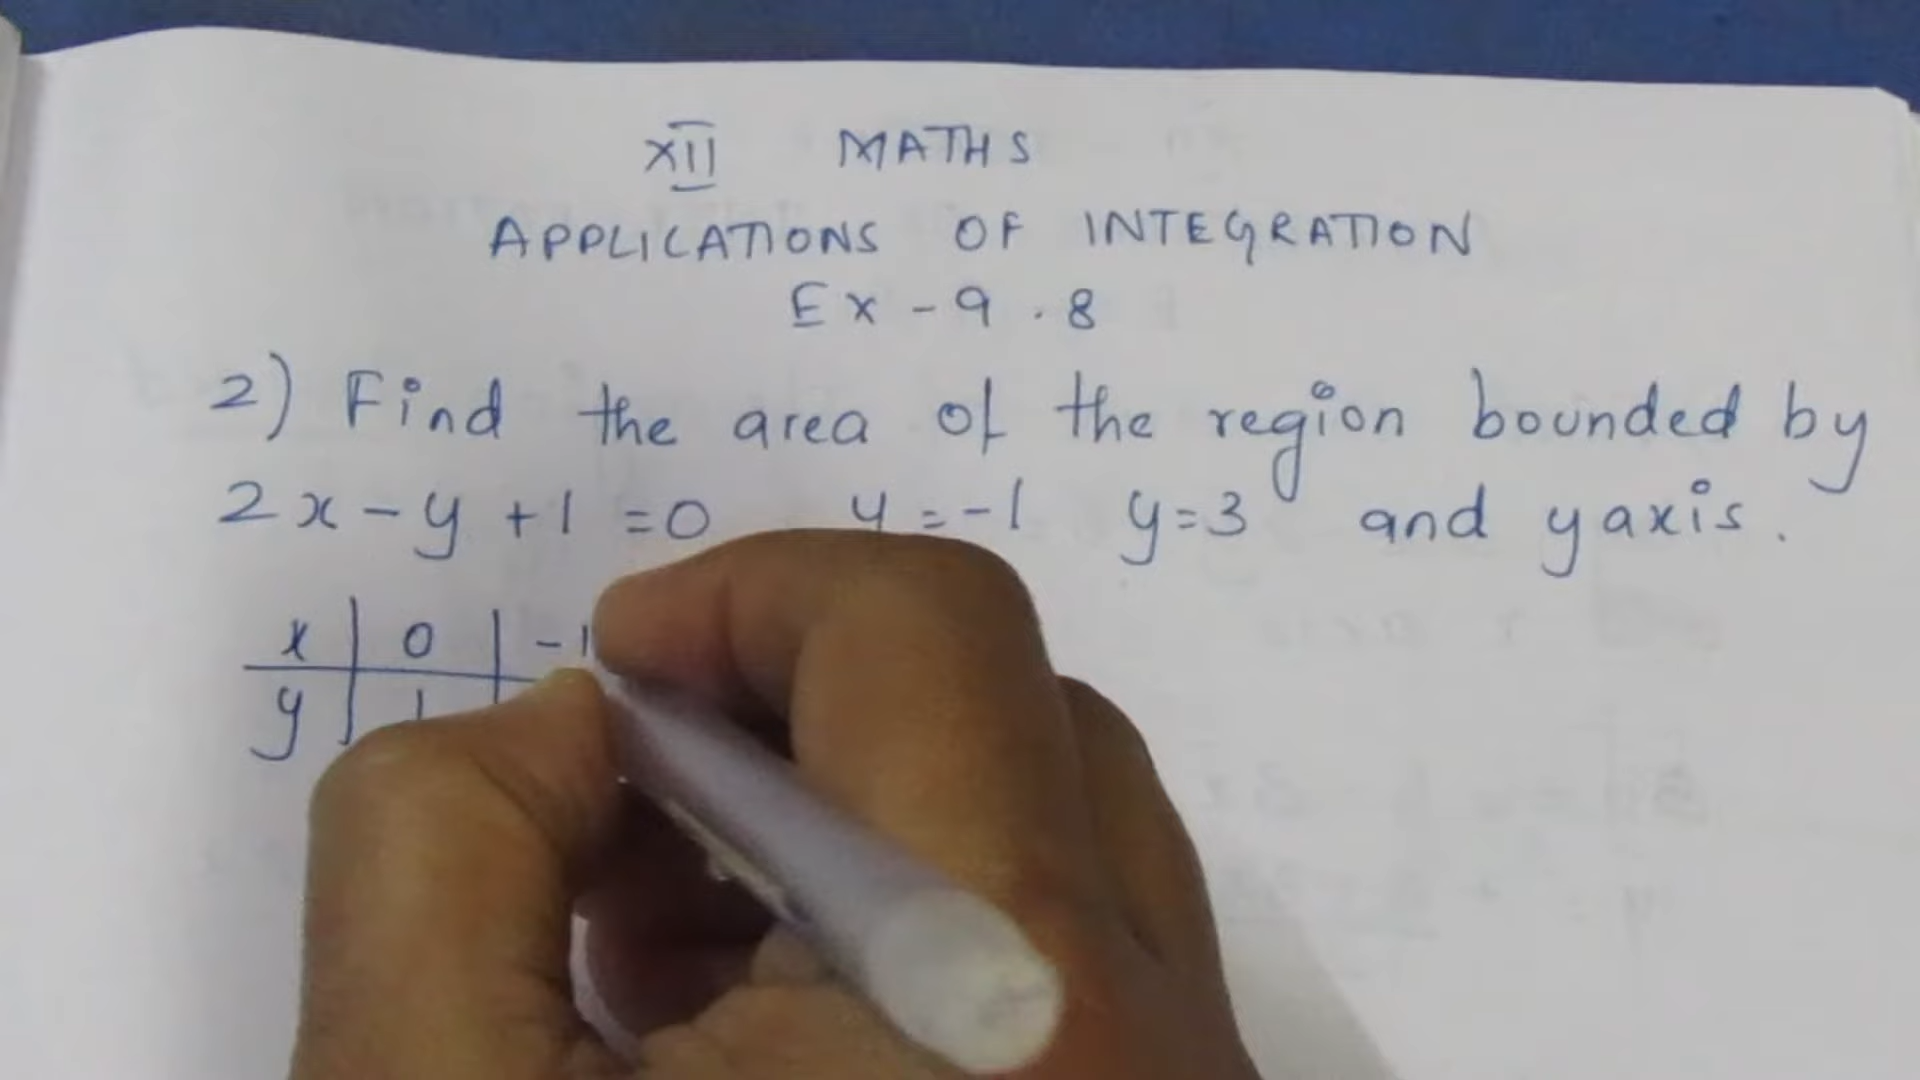 XII MATHS
APPLICATIONS OF INTEGRATION
Ex - 9.8
2) Find the area of the region bounded by
2x - y + 1 = 0 y = -1 y = 3 and y axis.
x | 0 | -1
y | 1 |